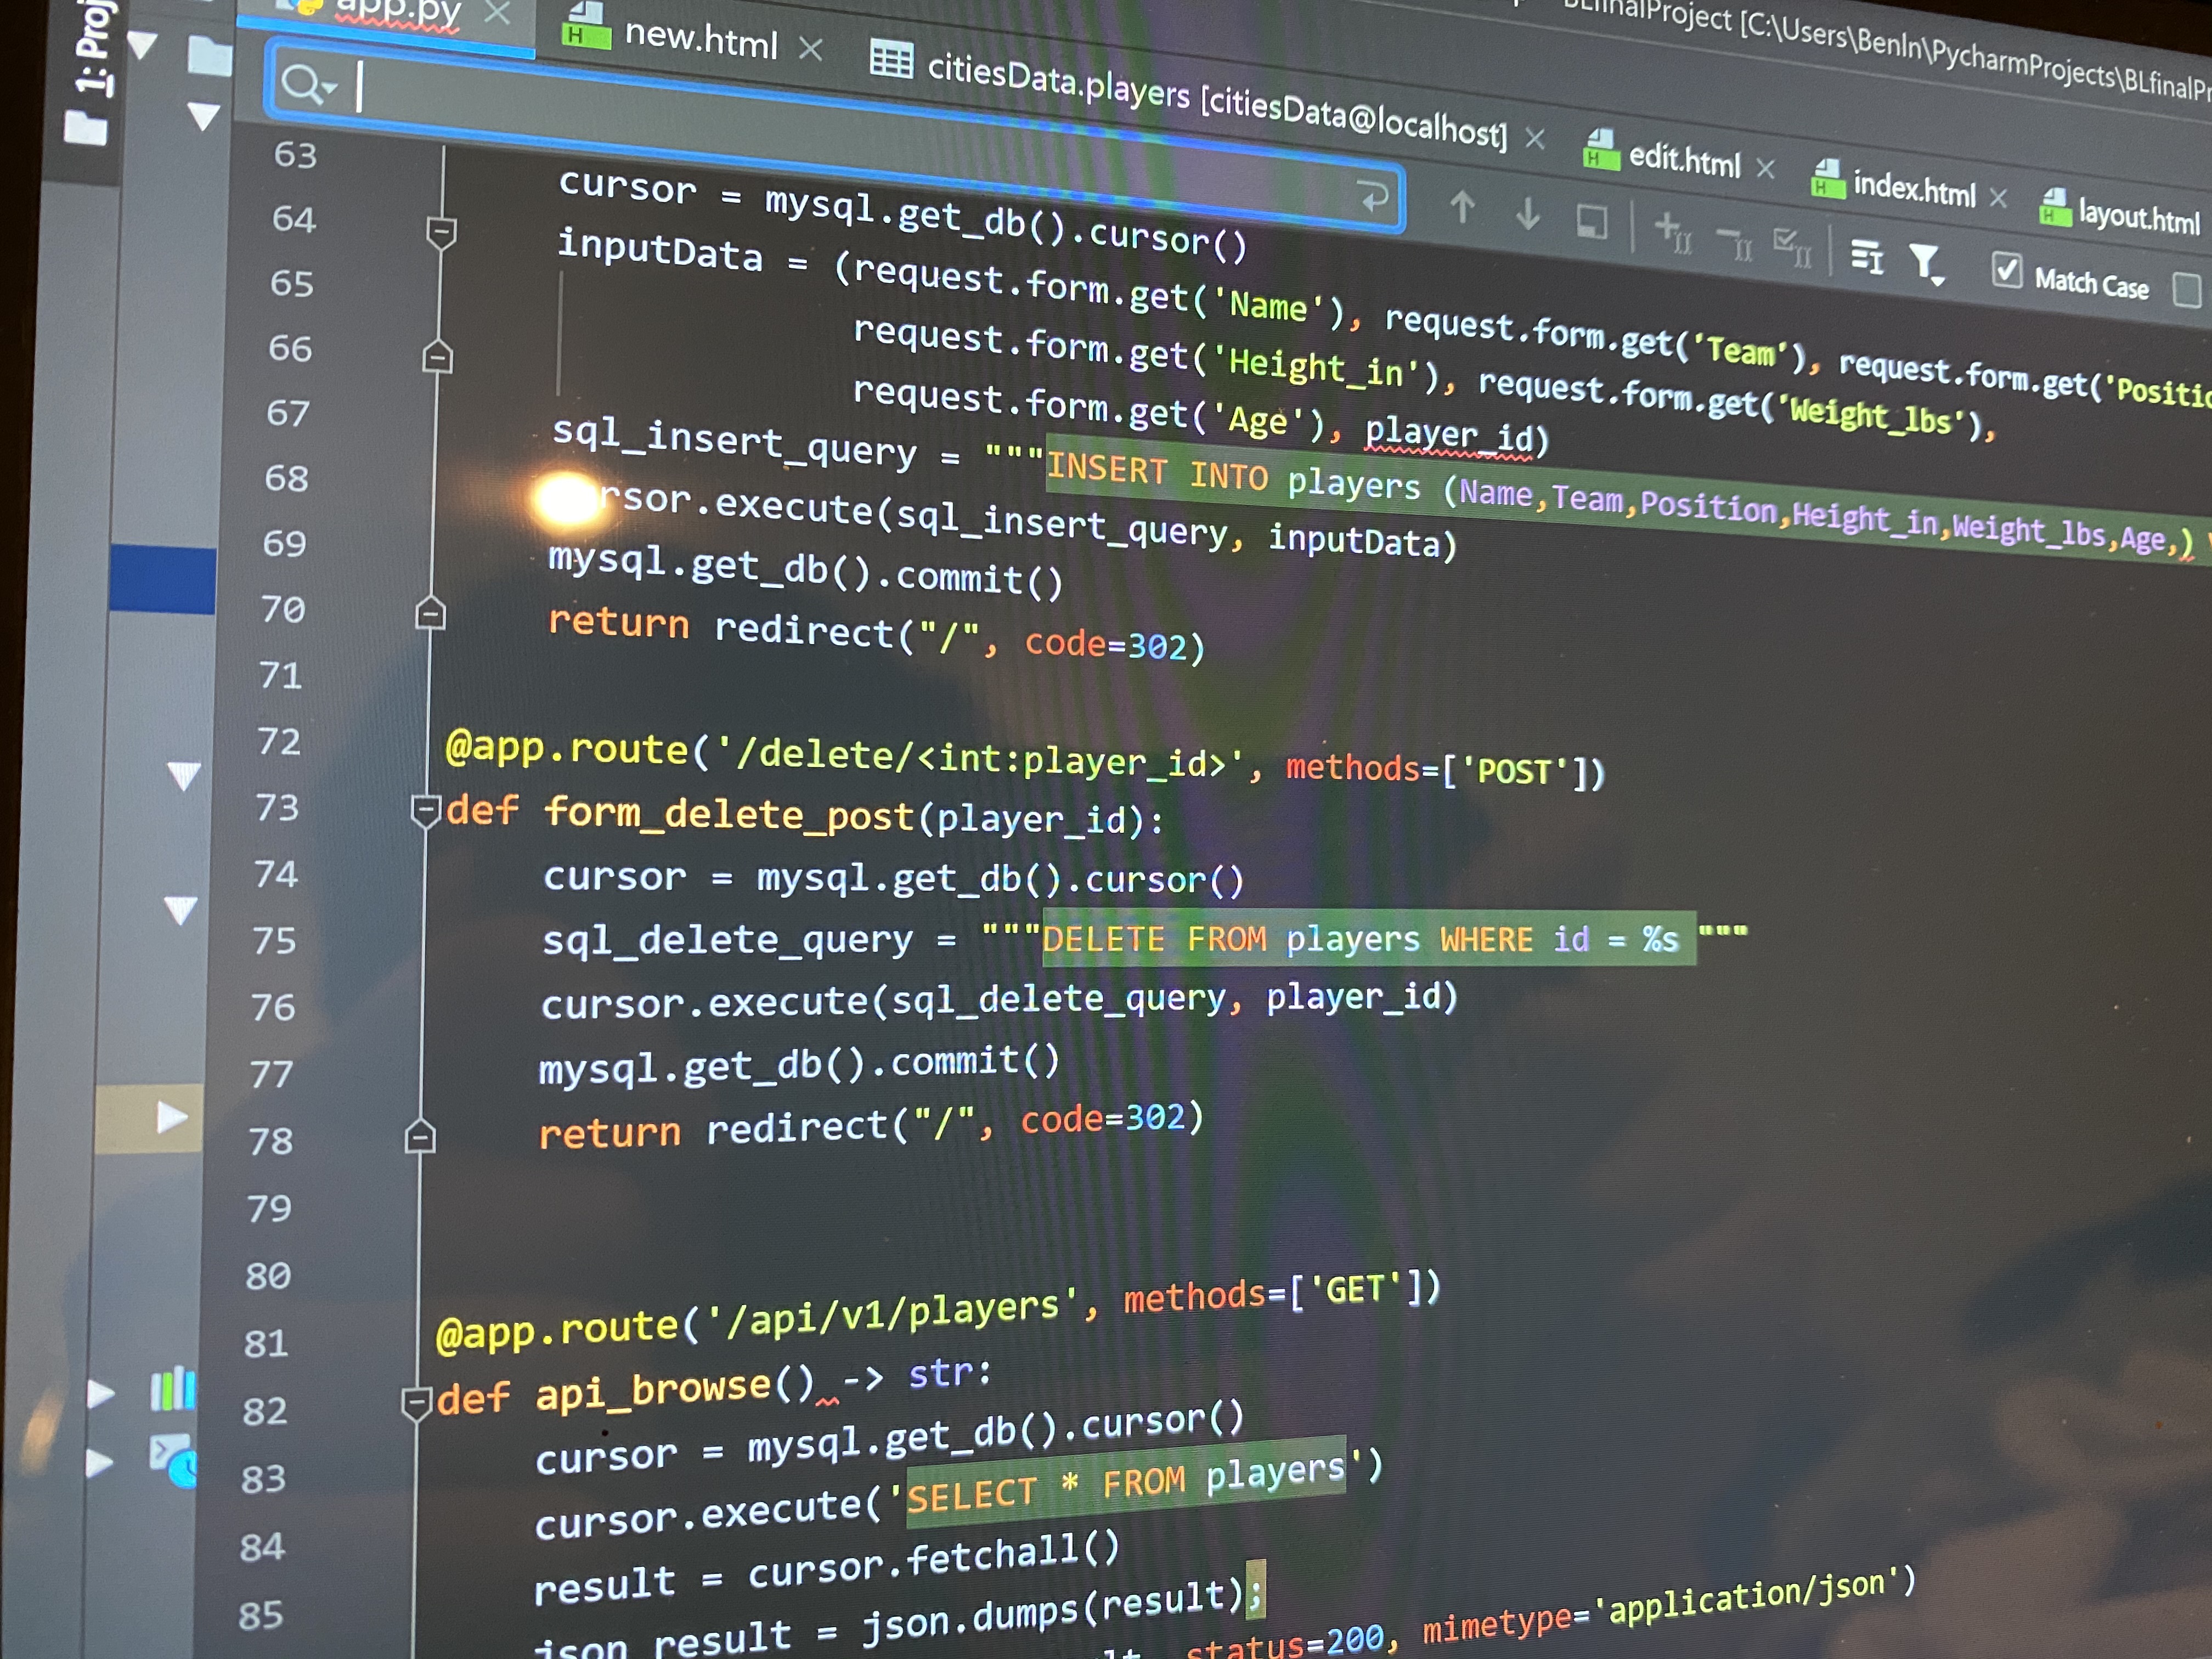 BLfinalProject [C:\Users\BenIn\PycharmProjects\BLfinalPr
1: Proj
app.py
new.html
citiesData.players [citiesData@localhost]
edit.html
index.html
layout.html
Match Case
63 cursor = mysql.get_db().cursor()
64 inputData = (request.form.get('Name'), request.form.get('Team'), request.form.get('Positio
65 request.form.get('Height_in'), request.form.get('Weight_lbs'),
66 request.form.get('Age'), player_id)
67 sql_insert_query = """INSERT INTO players (Name,Team,Position,Height_in,Weight_lbs,Age,)
68 rsor.execute(sql_insert_query, inputData)
69 mysql.get_db().commit()
70 return redirect("/", code=302)
71
72 @app.route('/delete/<int:player_id>', methods=['POST'])
73 def form_delete_post(player_id):
74 cursor = mysql.get_db().cursor()
75 sql_delete_query = """DELETE FROM players WHERE id = %s """
76 cursor.execute(sql_delete_query, player_id)
77 mysql.get_db().commit()
78 return redirect("/", code=302)
79
80
81 @app.route('/api/v1/players', methods=['GET'])
82 def api_browse() -> str:
83 cursor = mysql.get_db().cursor()
84 cursor.execute('SELECT * FROM players')
85 result = cursor.fetchall()
json_result = json.dumps(result);
status=200, mimetype='application/json')